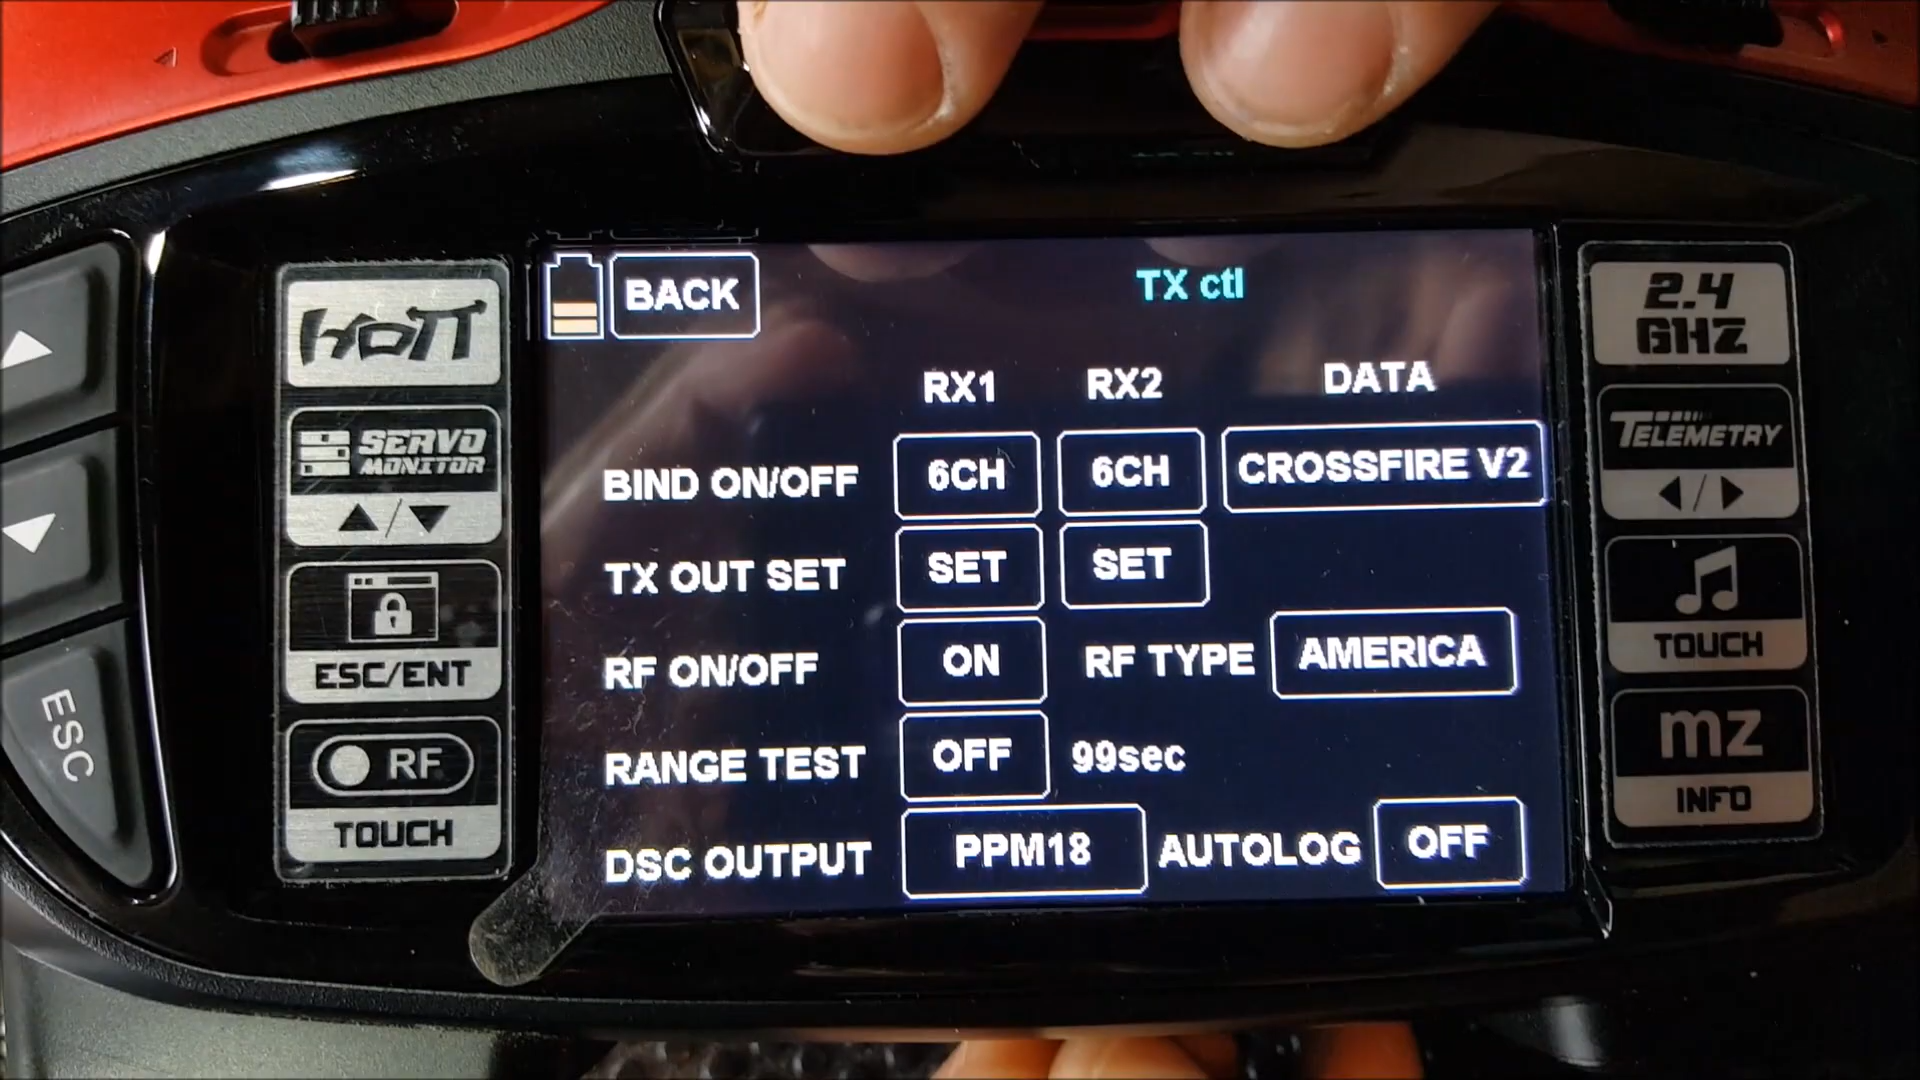 BACK
TX ctl
RX1 RX2 DATA
BIND ON/OFF 6CH 6CH CROSSFIRE V2
TX OUT SET SET SET
RF ON/OFF ON RF TYPE AMERICA
RANGE TEST OFF 99sec
DSC OUTPUT PPM18 AUTOLOG OFF
HOTT
SERVO
MONITOR
ESC/ENT
RF
TOUCH
ESC
2.4
GHZ
TELEMETRY
TOUCH
mz
INFO